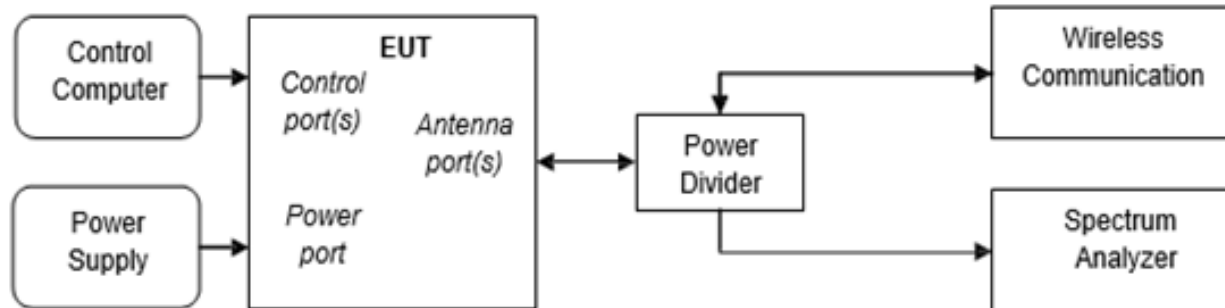 Control
Computer
Power
Supply
EUT
Control
port(s)
Antenna
port(s)
Power
port
Power
Divider
Wireless
Communication
Spectrum
Analyzer